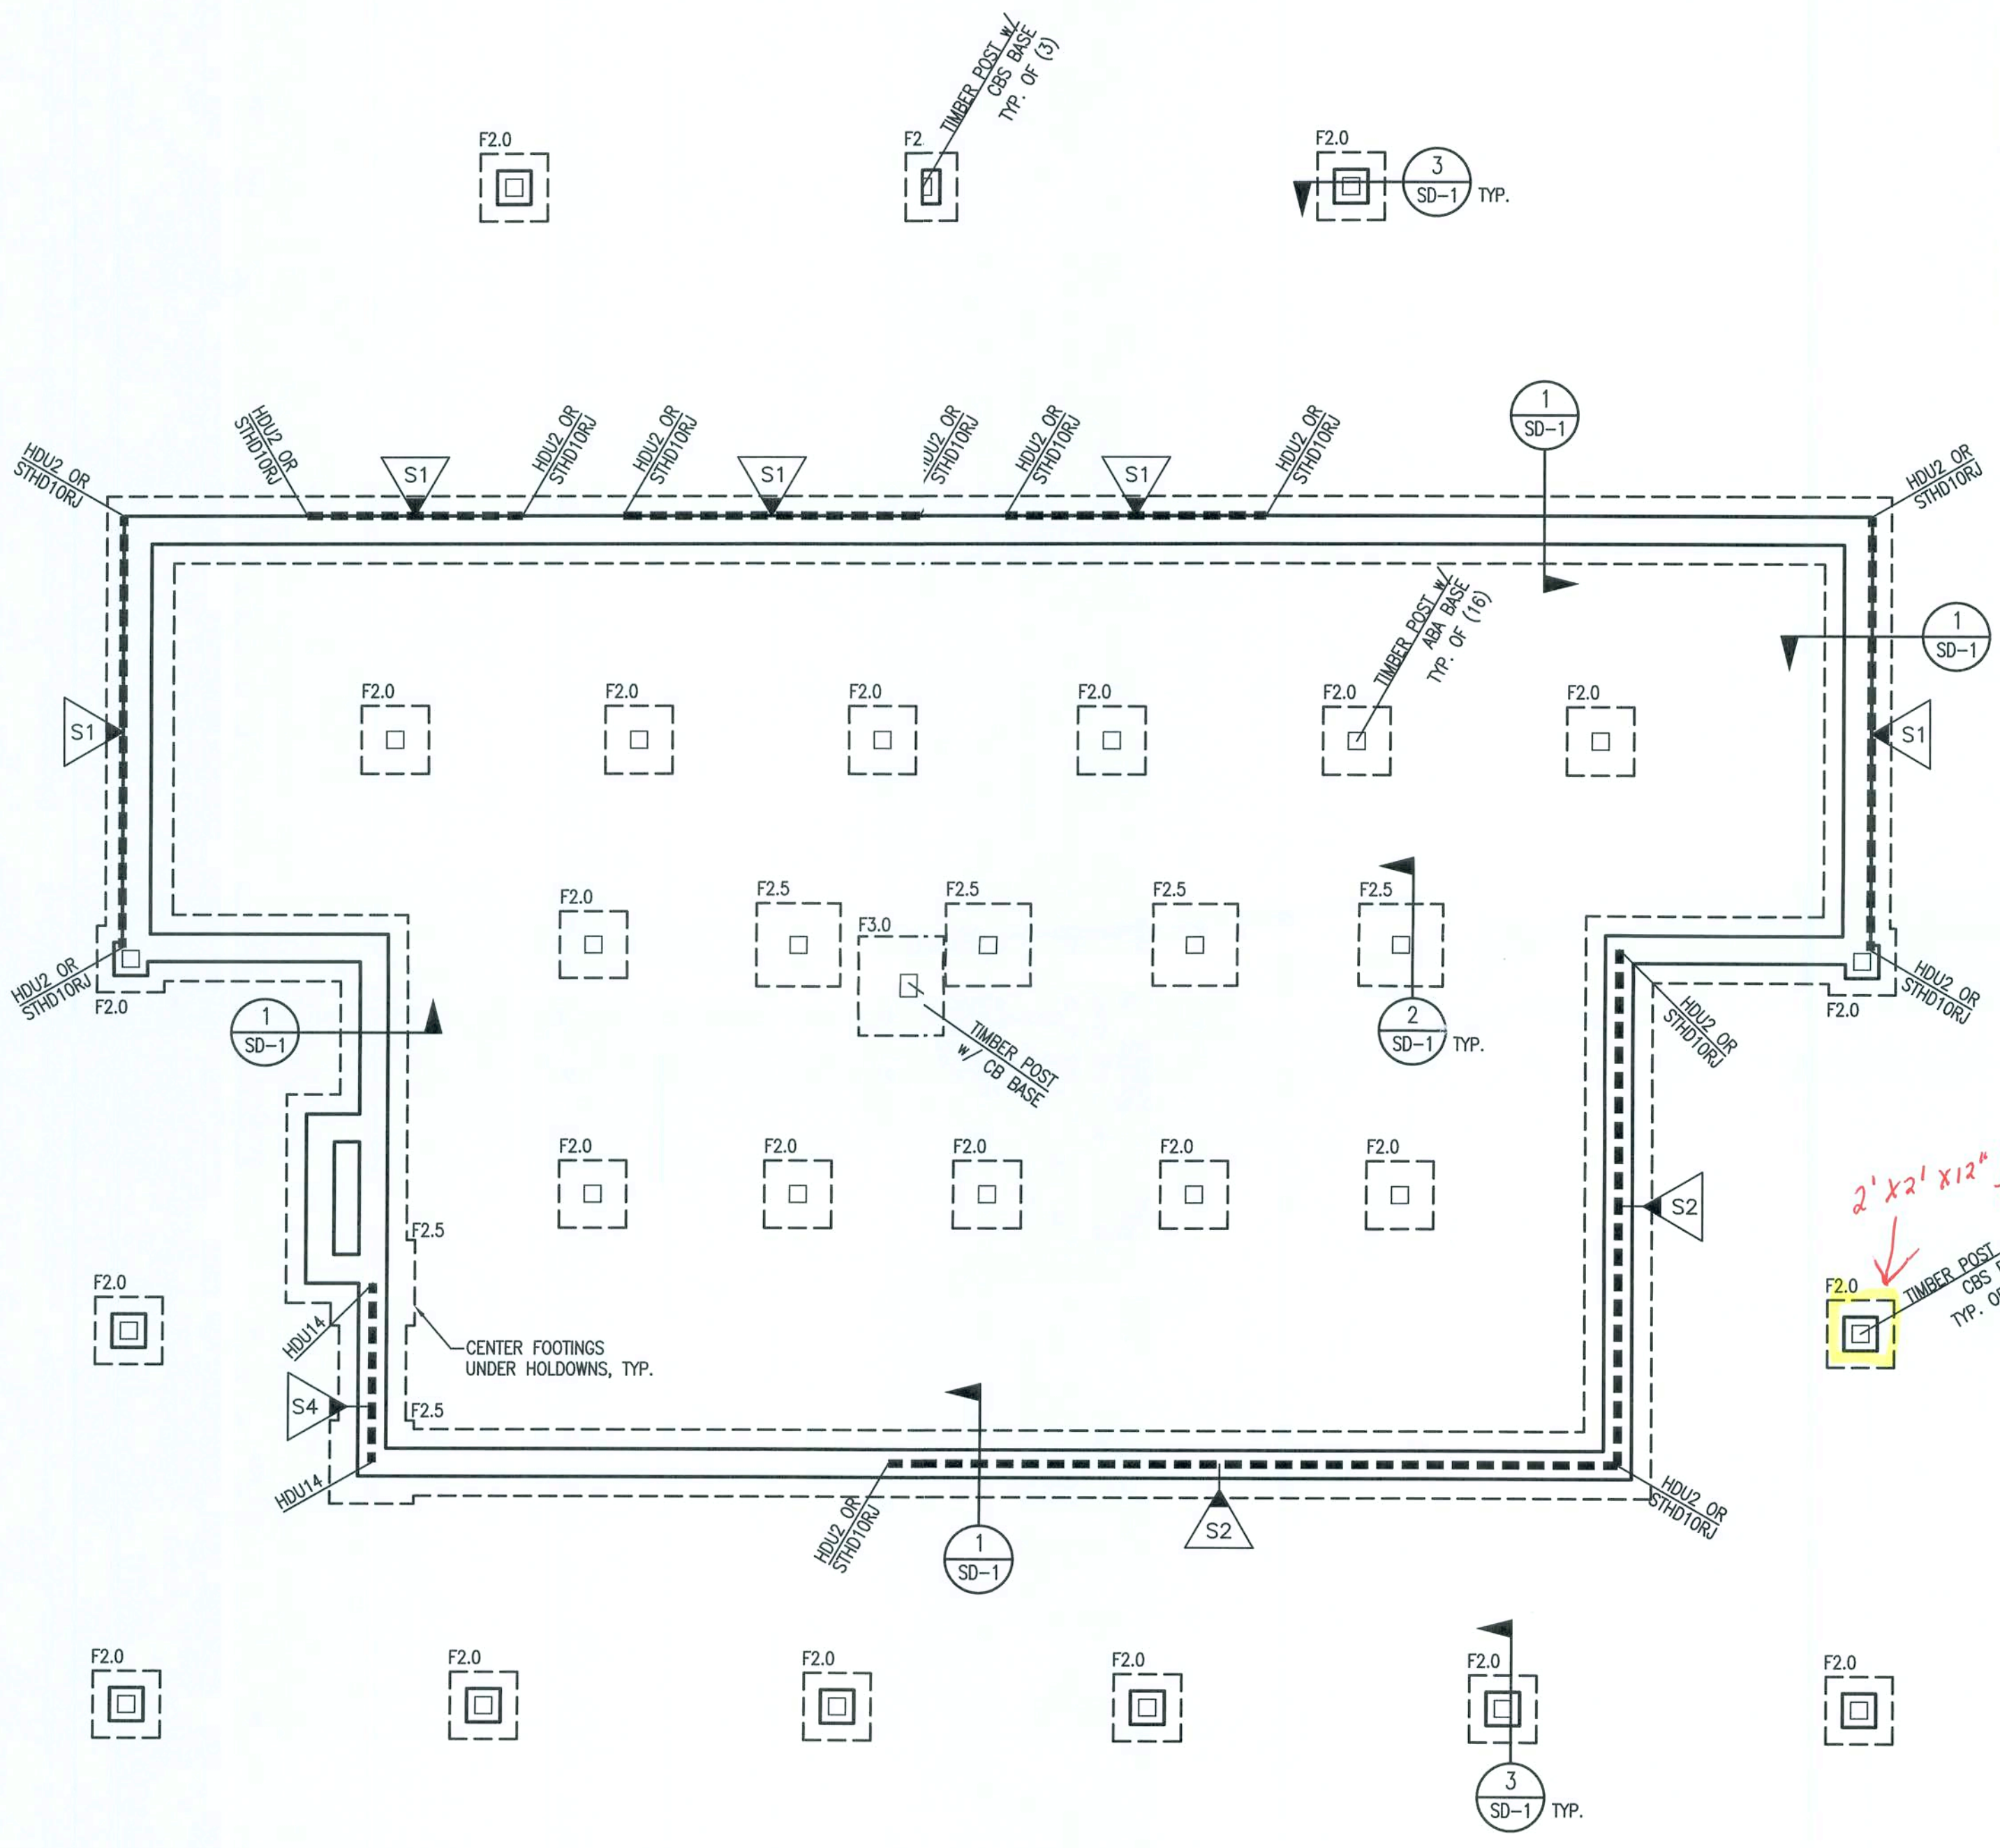 TIMBER POST W/
CBS BASE
TYP. OF (3)
F2.0
F2
F2.0
3
SD-1
TYP.
HDU2 OR
STHD10RJ
HDU2 OR
STHD10RJ
S1
HDU2 OR
STHD10RJ
HDU2 OR
STHD10RJ
S1
HDU2 OR
STHD10RJ
HDU2 OR
STHD10RJ
S1
HDU2 OR
STHD10RJ
1
SD-1
HDU2 OR
STHD10RJ
TIMBER POST W/
ABA BASE
TYP. OF (16)
1
SD-1
S1
F2.0
F2.0
F2.0
F2.0
F2.0
F2.0
S1
F2.0
F2.5
F2.5
F2.5
F2.5
F3.0
HDU2 OR
STHD10RJ
F2.0
1
SD-1
TIMBER POST
W/ CB BASE
2
SD-1
TYP.
HDU2 OR
STHD10RJ
HDU2 OR
STHD10RJ
F2.0
F2.0
F2.0
F2.0
F2.0
F2.0
S2
2' X2' X12"
F2.5
F2.0
HDU14
CENTER FOOTINGS
UNDER HOLDOWNS, TYP.
F2.0
TIMBER POST
CBS
TYP.
S4
F2.5
HDU14
HDU2 OR
STHD10RJ
1
SD-1
S2
HDU2 OR
STHD10RJ
F2.0
F2.0
F2.0
F2.0
F2.0
F2.0
3
SD-1
TYP.